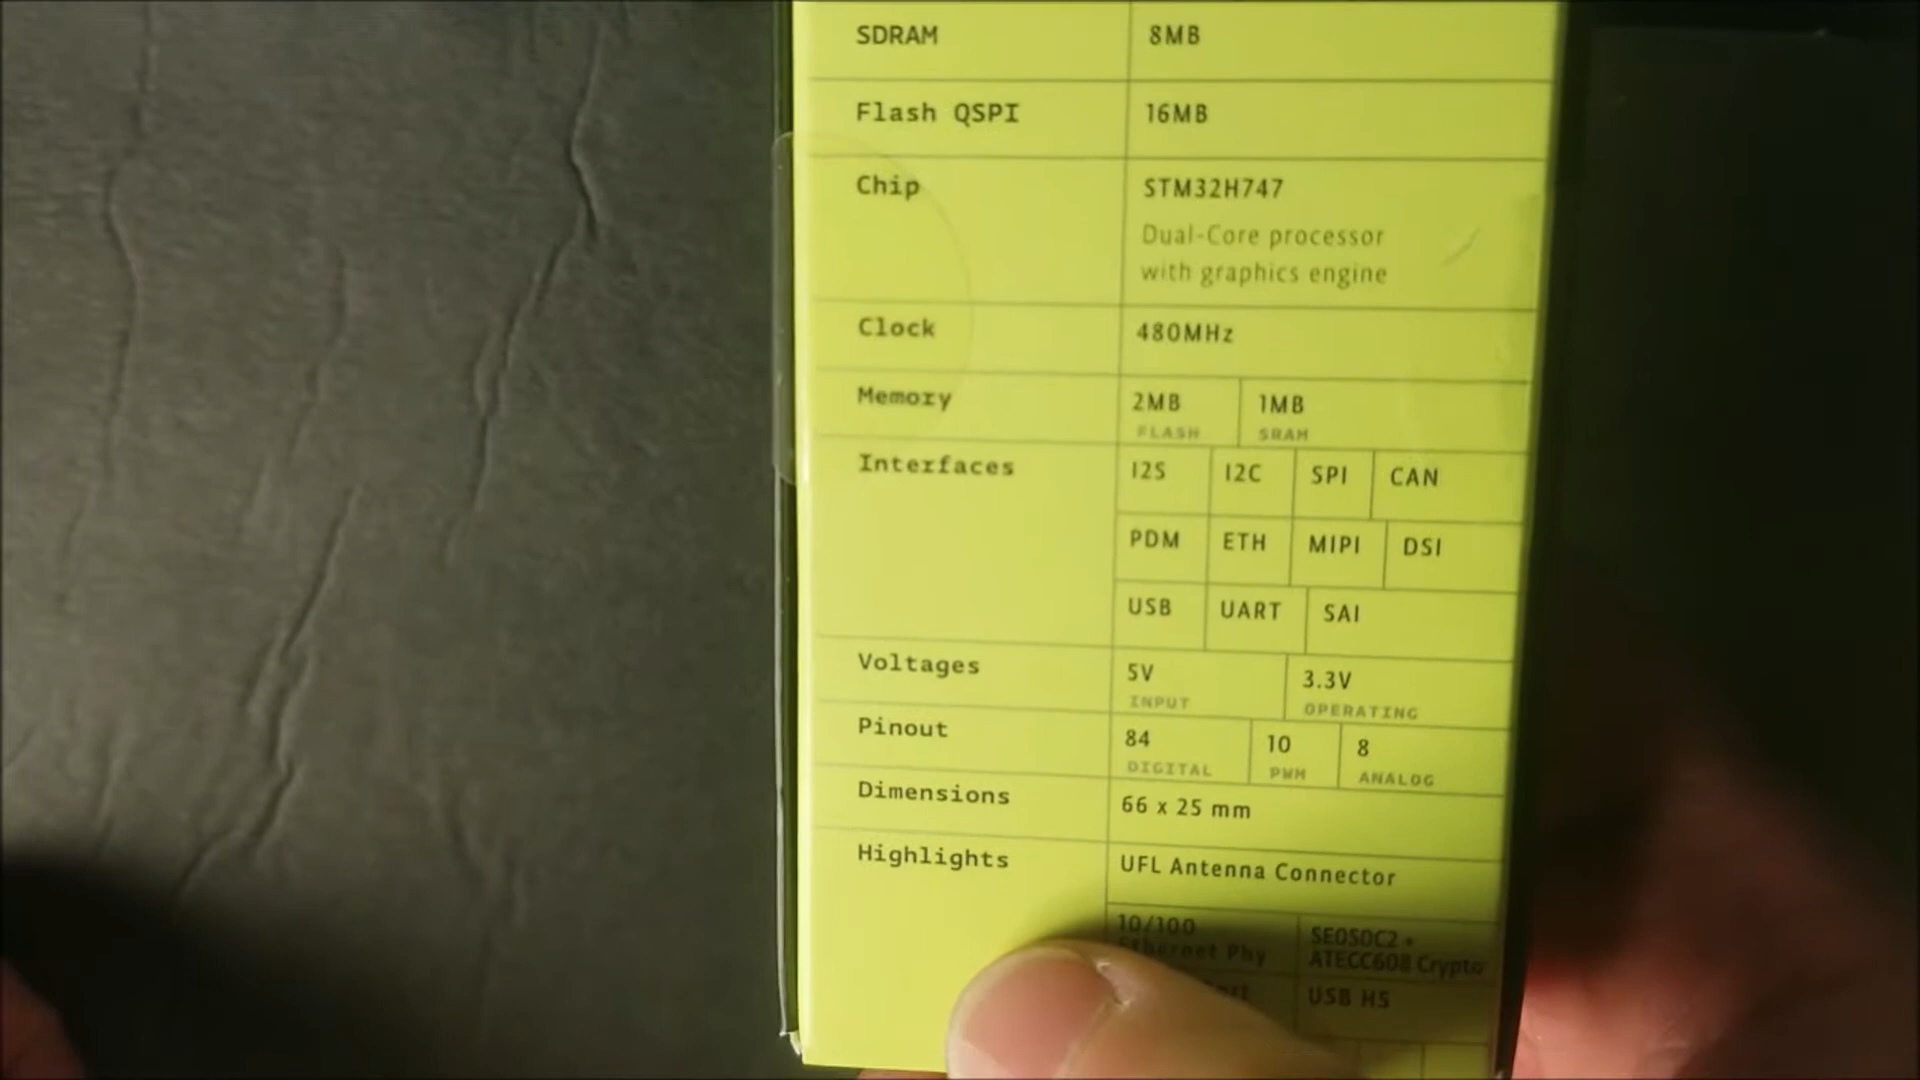 SDRAM 8MB
Flash QSPI 16MB
Chip STM32H747
Dual-Core processor
with graphics engine
Clock 480MHz
Memory 2MB 1MB
FLASH SRAM
Interfaces I2S I2C SPI CAN
PDM ETH MIPI DSI
USB UART SAI
Voltages 5V 3.3V
INPUT OPERATING
Pinout 84 10 8
DIGITAL PWM ANALOG
Dimensions 66 x 25 mm
Highlights UFL Antenna Connector
10/100 SE050C2 +
Ethernet Phy ATECC608 Crypto
USB HS